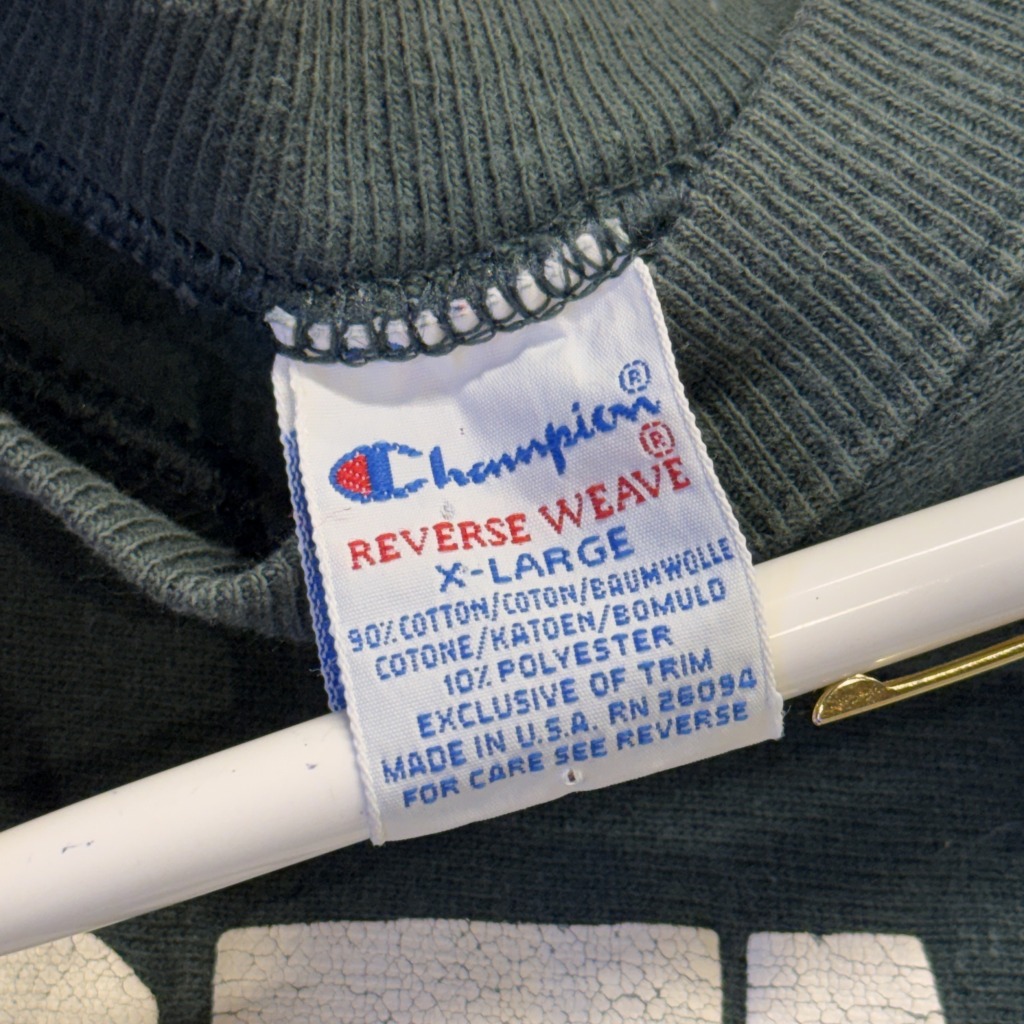 Champion®
REVERSE WEAVE®
X-LARGE
90% COTTON/COTON/BAUMWOLLE
COTONE/KATOEN/BOMULD
10% POLYESTER
EXCLUSIVE OF TRIM
MADE IN U.S.A. RN 26094
FOR CARE SEE REVERSE